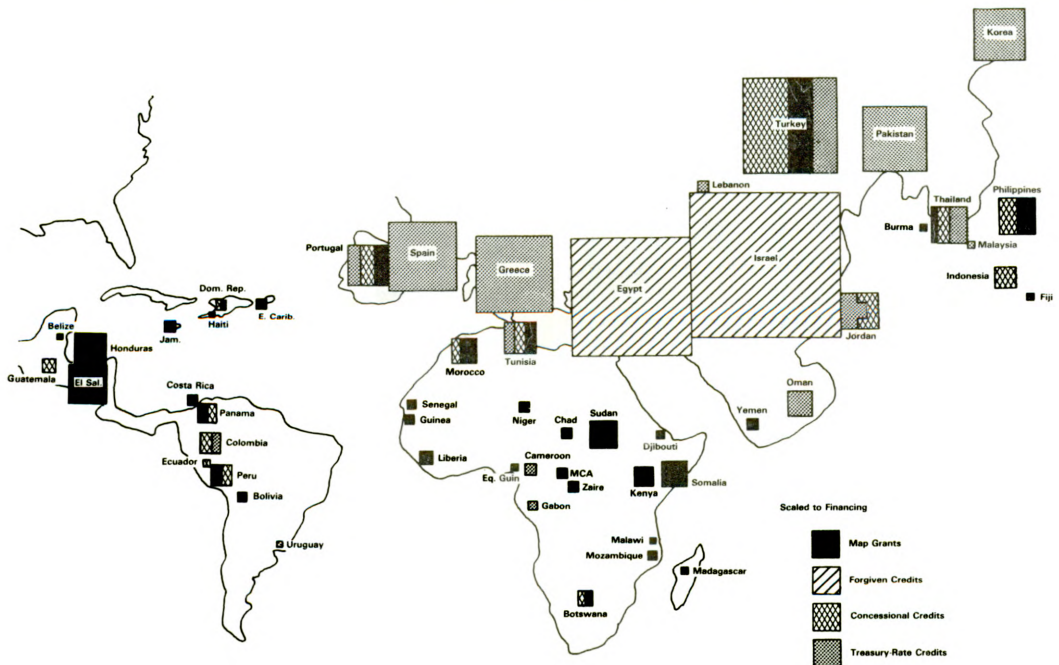 Korea
Turkey
Pakistan
Lebanon
Thailand
Philippines
Burma
Malaysia
Portugal
Spain
Greece
Egypt
Israel
Indonesia
Fiji
Dom. Rep.
Haiti
E. Carib.
Belize
Jam.
Honduras
Guatemala
El Sal.
Morocco
Tunisia
Jordan
Costa Rica
Panama
Colombia
Ecuador
Peru
Bolivia
Uruguay
Senegal
Guinea
Liberia
Niger
Chad
Sudan
Djibouti
Yemen
Oman
Eq. Guin
Cameroon
MCA
Zaire
Gabon
Kenya
Somalia
Malawi
Mozambique
Madagascar
Botswana
Scaled to Financing
Map Grants
Forgiven Credits
Concessional Credits
Treasury-Rate Credits